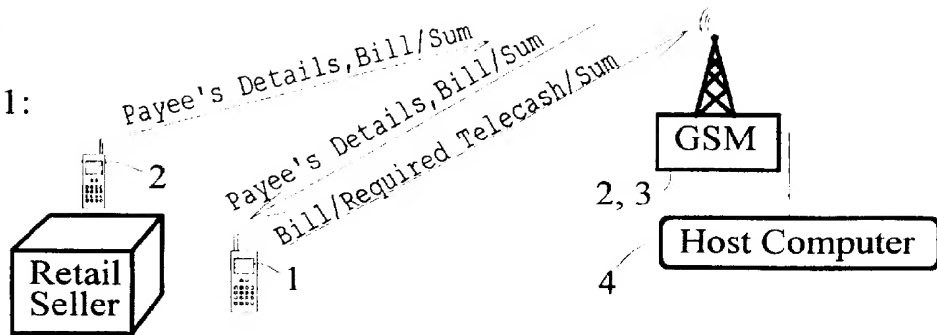 Payee's Details,Bill/Sum
Payee's Details,Bill/Sum
Bill/Required Telecash/Sum
1:
2
GSM
2, 3
Retail
Seller
1
Host Computer
4